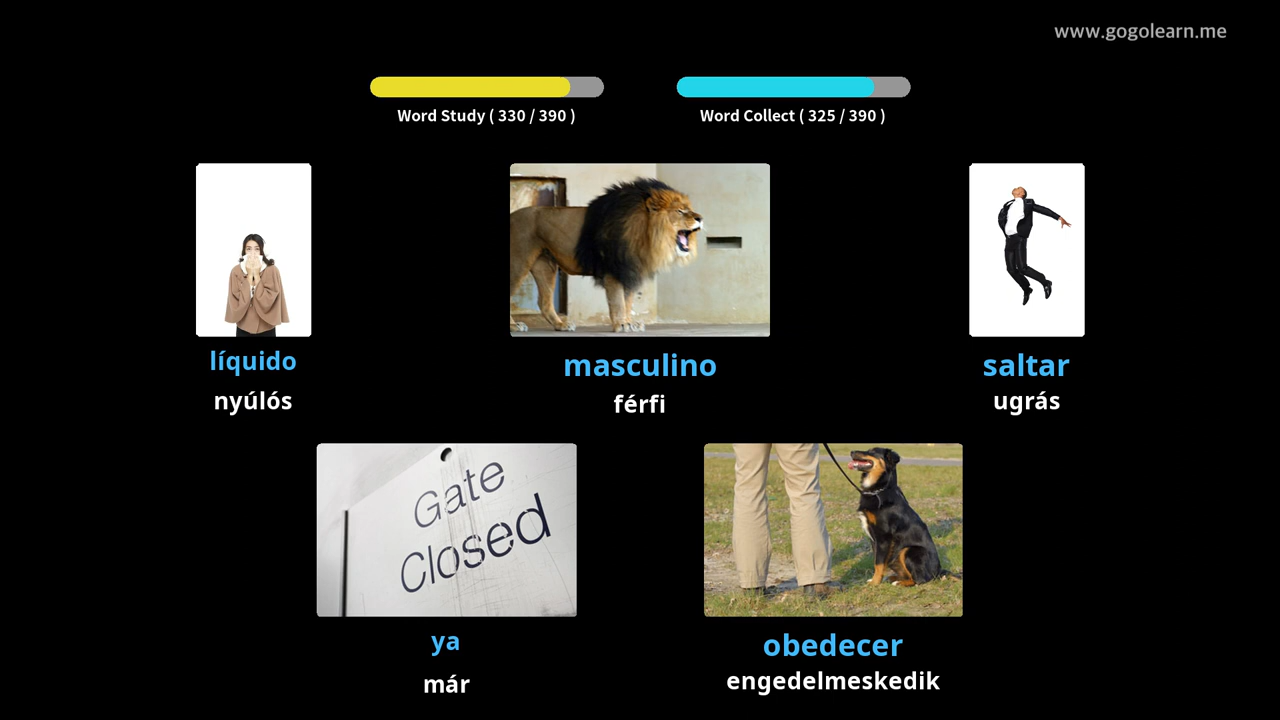 www.gogolearn.me
Word Study ( 330 / 390 )
Word Collect ( 325 / 390 )
líquido
nyúlós
masculino
férfi
saltar
ugrás
Gate
Closed
ya
már
obedecer
engedelmeskedik